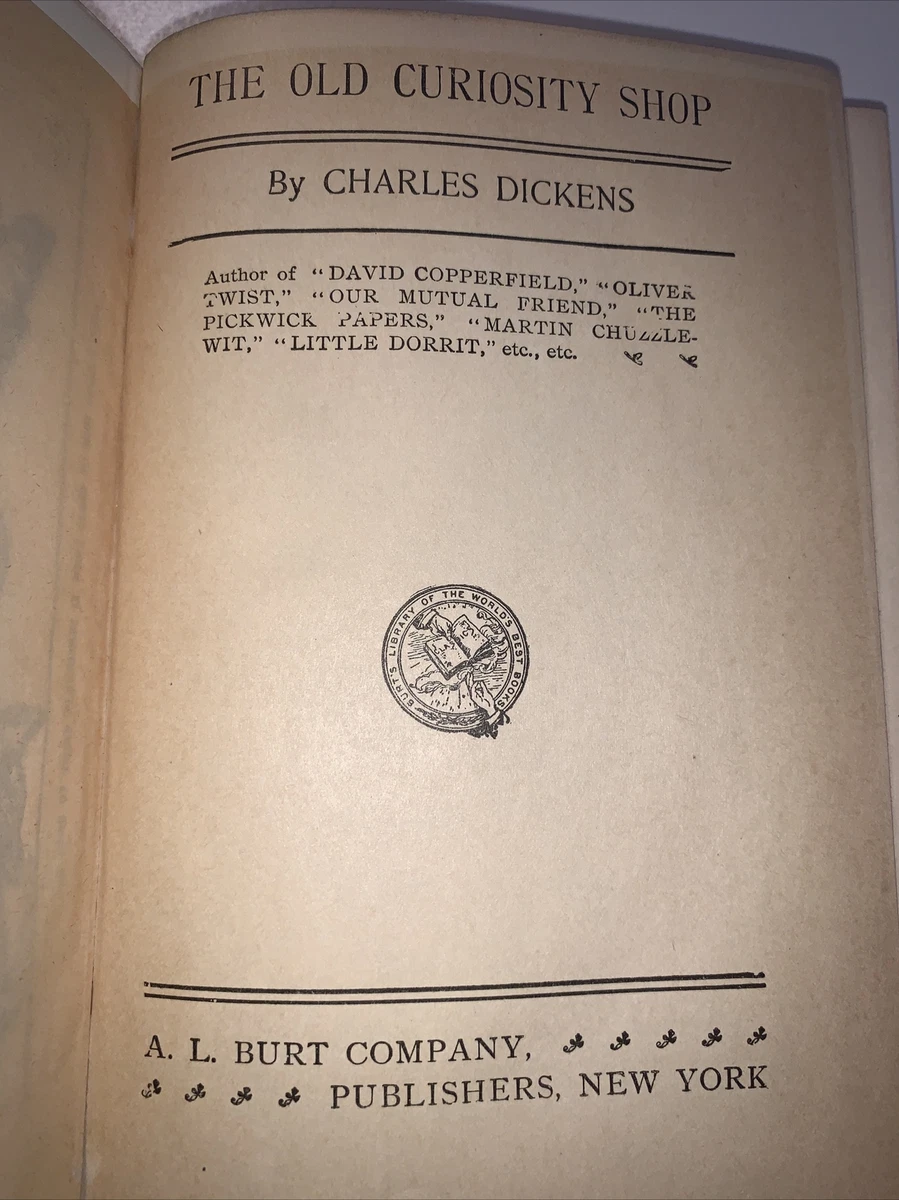 THE OLD CURIOSITY SHOP
By CHARLES DICKENS
Author of “DAVID COPPERFIELD,” “OLIVER
TWIST,” “OUR MUTUAL FRIEND,” “THE
PICKWICK PAPERS,” “MARTIN CHUZZLE-
WIT,” “LITTLE DORRIT,” etc., etc.
BURT'S LIBRARY OF THE WORLD'S BEST BOOKS
A. L. BURT COMPANY,
PUBLISHERS, NEW YORK